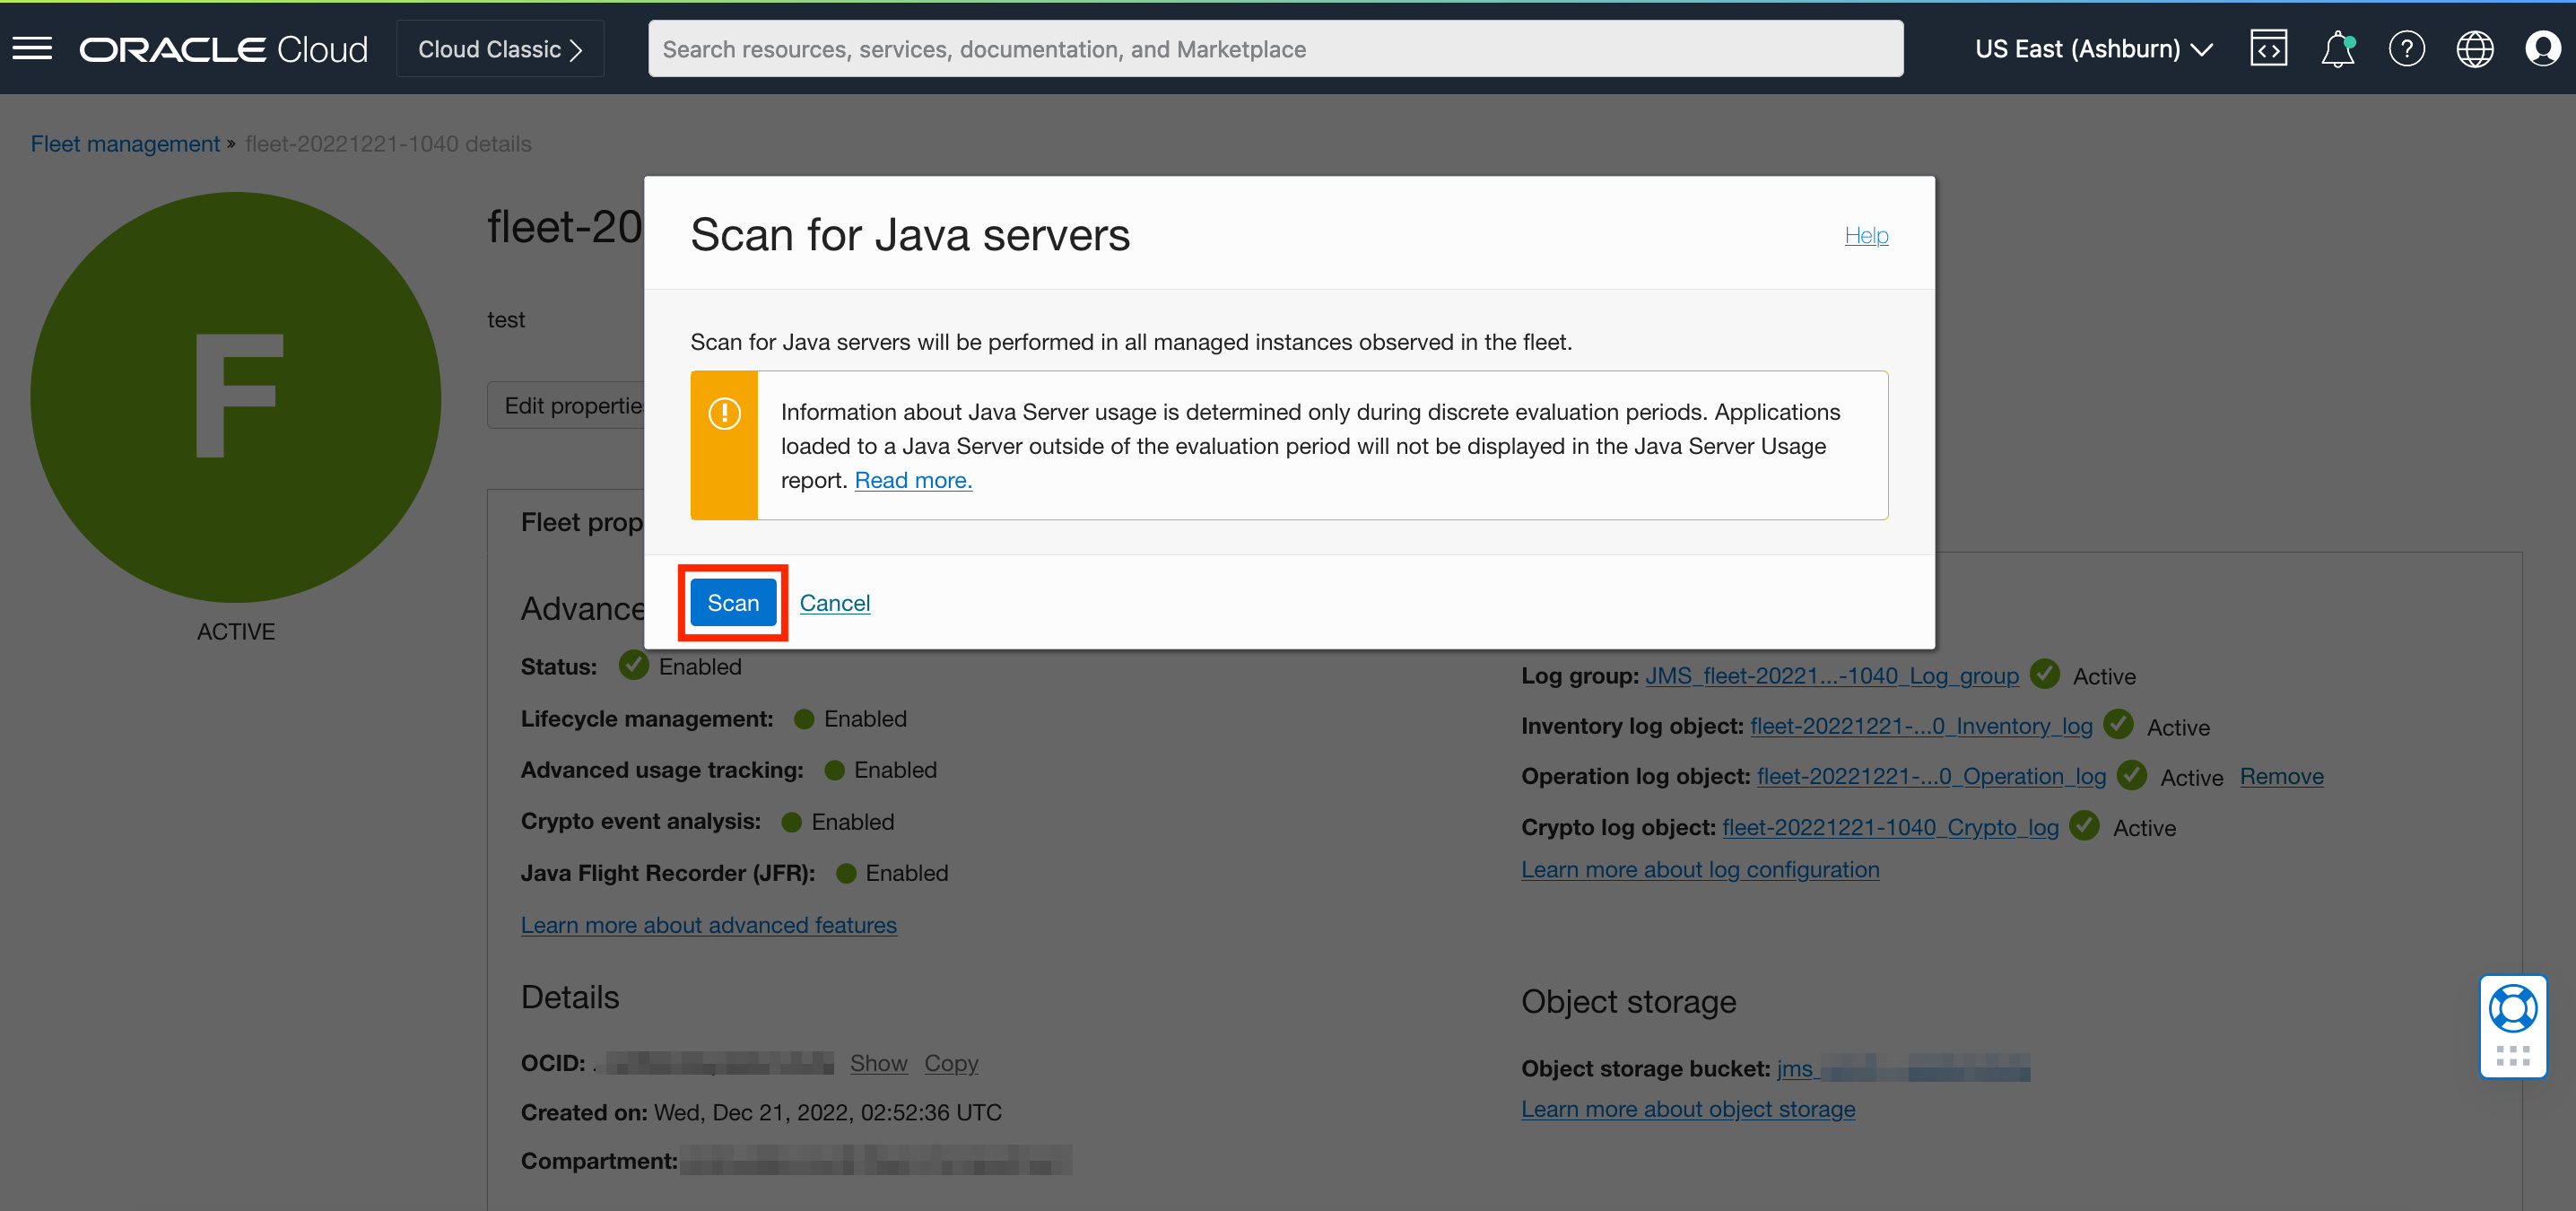 ORACLE Cloud
Cloud Classic
Search resources, services, documentation, and Marketplace
US East (Ashburn)
Fleet management » fleet-20221221-1040 details
F
ACTIVE
fleet-20
test
Edit propertie
Fleet prop
Scan for Java servers
Help
Scan for Java servers will be performed in all managed instances observed in the fleet.
Information about Java Server usage is determined only during discrete evaluation periods. Applications
loaded to a Java Server outside of the evaluation period will not be displayed in the Java Server Usage
report. Read more.
Scan Cancel
Advance
Status: Enabled
Lifecycle management: Enabled
Advanced usage tracking: Enabled
Crypto event analysis: Enabled
Java Flight Recorder (JFR): Enabled
Learn more about advanced features
Log group: JMS_fleet-20221...-1040_Log_group Active
Inventory log object: fleet-20221221-...0_Inventory_log Active
Operation log object: fleet-20221221-...0_Operation_log Active Remove
Crypto log object: fleet-20221221-1040_Crypto_log Active
Learn more about log configuration
Details
OCID: Show Copy
Created on: Wed, Dec 21, 2022, 02:52:36 UTC
Compartment:
Object storage
Object storage bucket: jms_
Learn more about object storage